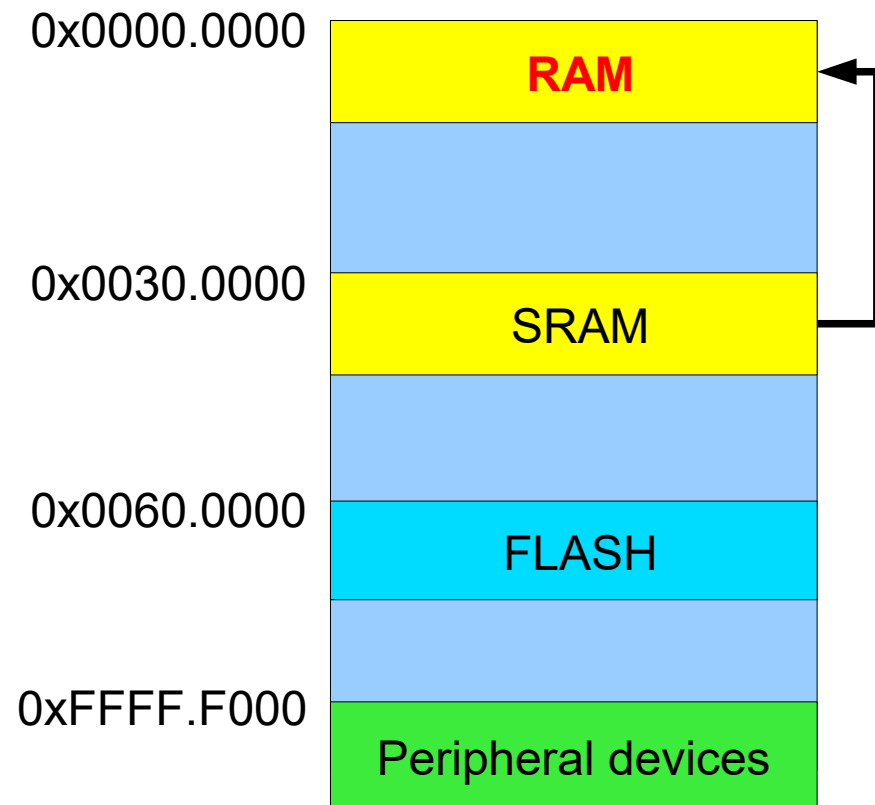 0x0000.0000
RAM
0x0030.0000
SRAM
0x0060.0000
FLASH
0xFFFF.F000
Peripheral devices